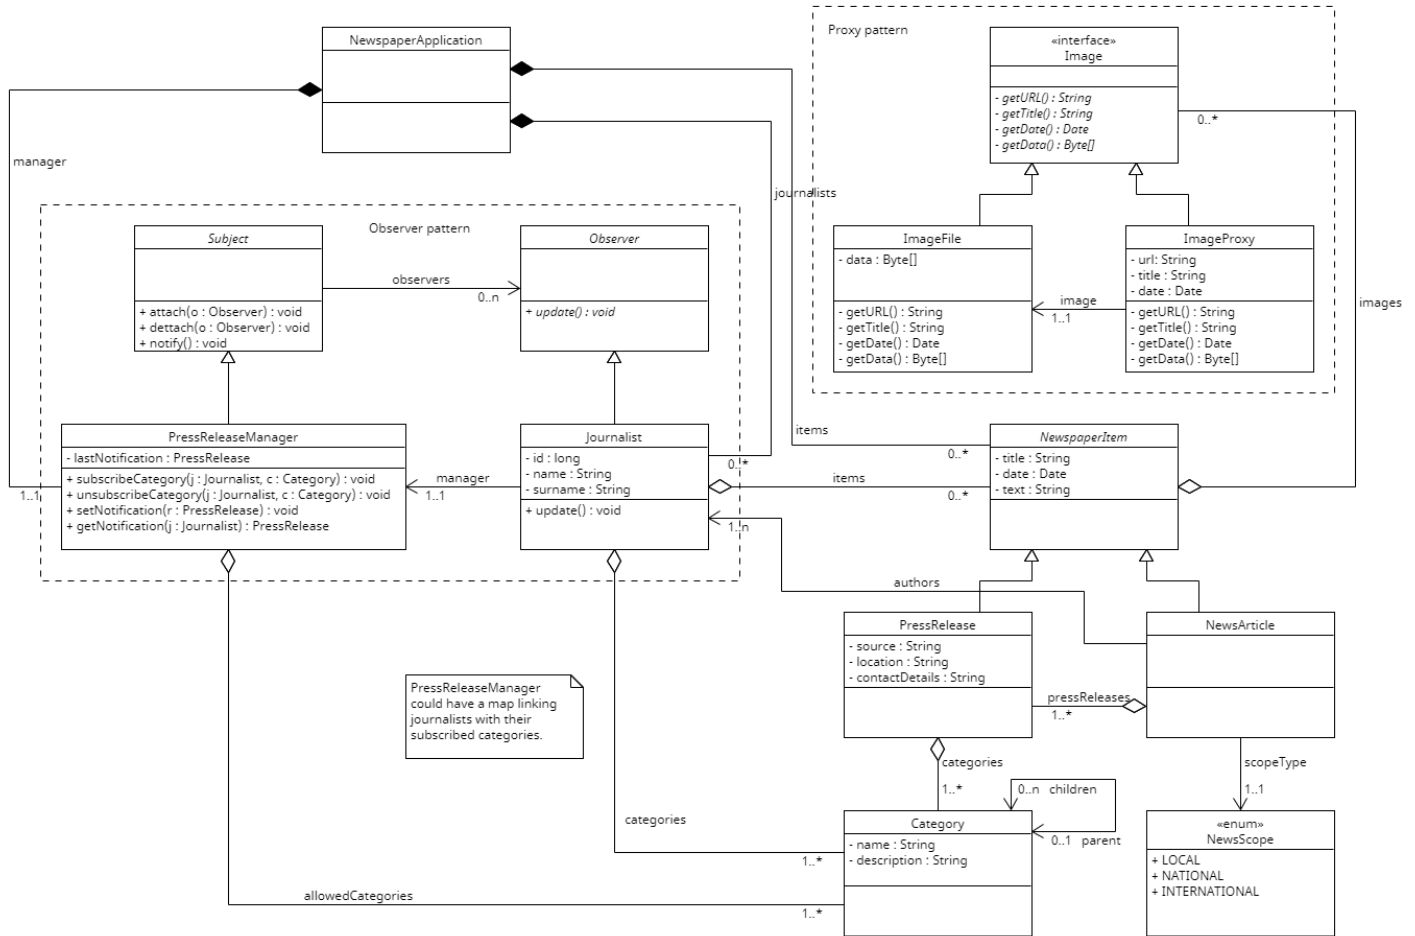 NewspaperApplication
Proxy pattern
«interface»
Image
- getURL() : String
- getTitle() : String
- getDate() : Date
- getData() : Byte[]
0..*
manager
journalists
Observer pattern
Subject
+ attach(o : Observer) : void
+ dettach(o : Observer) : void
+ notify() : void
observers
0..n
Observer
+ update() : void
ImageFile
- data : Byte[]
- getURL() : String
- getTitle() : String
- getDate() : Date
- getData() : Byte[]
image
1..1
ImageProxy
- url: String
- title : String
- date : Date
- getURL() : String
- getTitle() : String
- getDate() : Date
- getData() : Byte[]
images
PressReleaseManager
- lastNotification : PressRelease
+ subscribeCategory(j : Journalist, c : Category) : void
+ unsubscribeCategory(j : Journalist, c : Category) : void
+ setNotification(r : PressRelease) : void
+ getNotification(j : Journalist) : PressRelease
1..1
manager
1..1
Journalist
- id : long
- name : String
- surname : String
+ update() : void
0..*
items
0..*
items
0..*
1..n
NewspaperItem
- title : String
- date : Date
- text : String
authors
PressRelease
- source : String
- location : String
- contactDetails : String
pressReleases
1..*
NewsArticle
PressReleaseManager
could have a map linking
journalists with their
subscribed categories.
categories
1..*
0..n children
0..1 parent
scopeType
1..1
categories
1..*
allowedCategories
1..*
Category
- name : String
- description : String
«enum»
NewsScope
+ LOCAL
+ NATIONAL
+ INTERNATIONAL